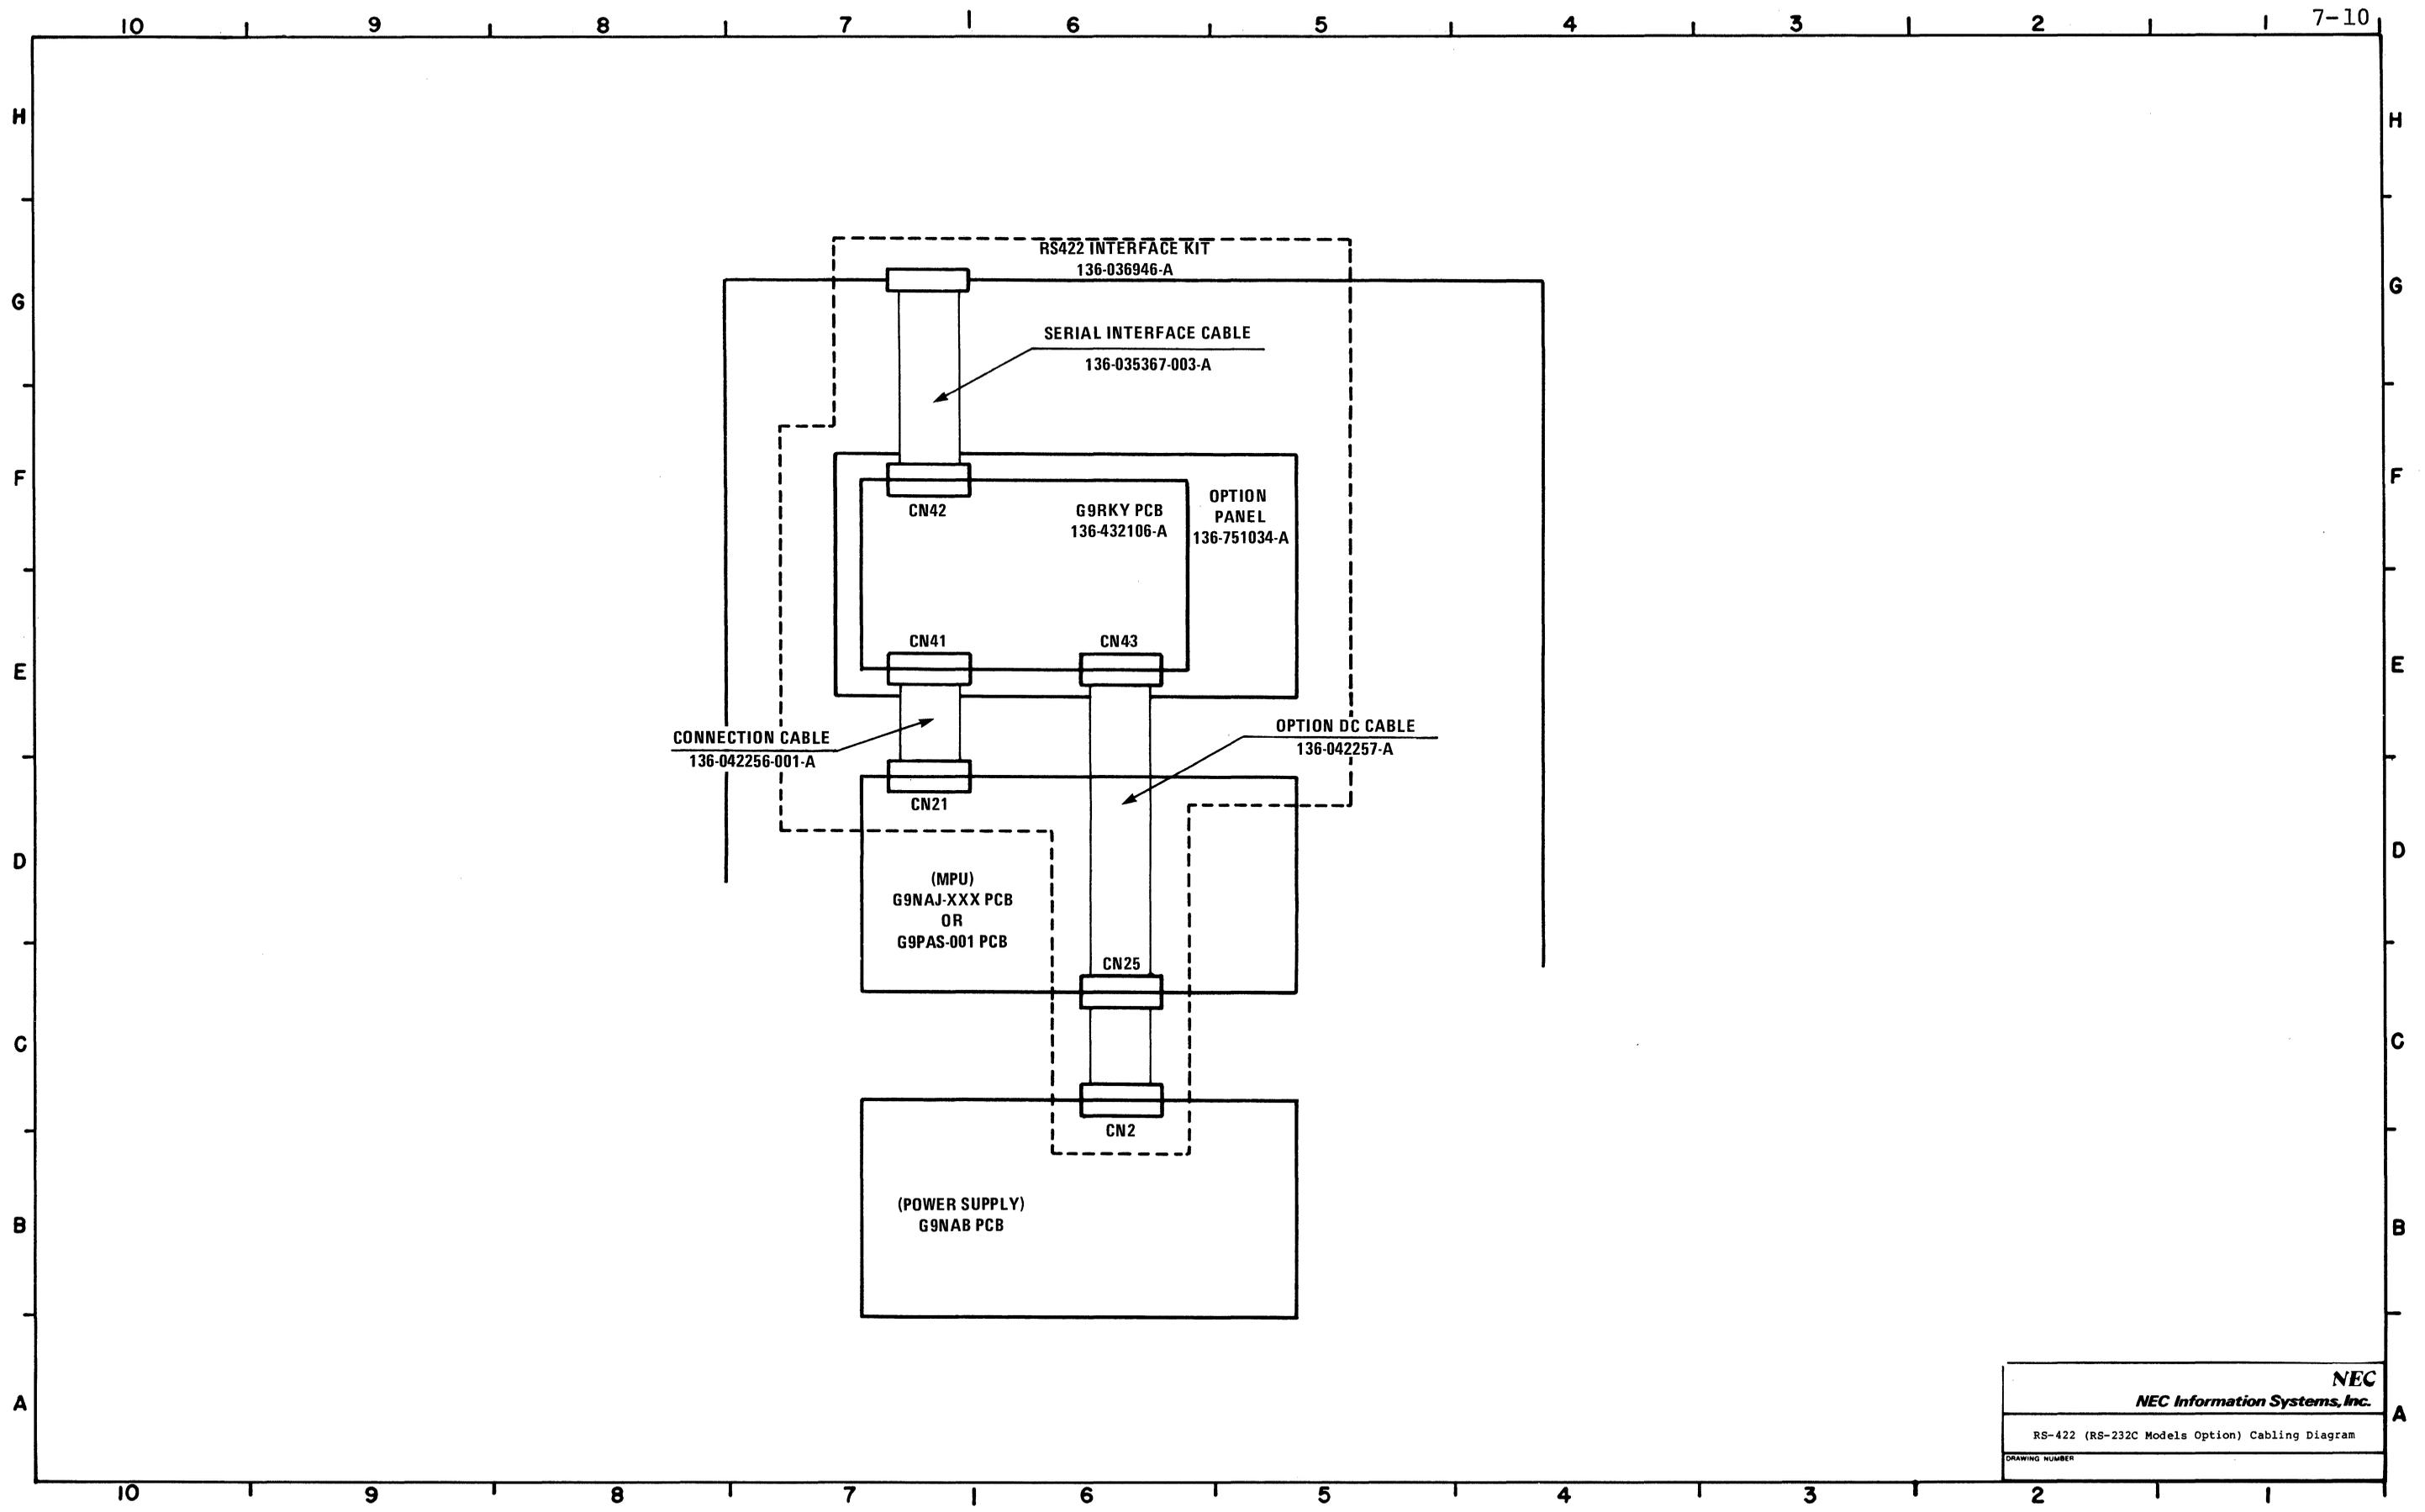 7-10
10 9 8 7 6 5 4 3 2 1
H H
G G
F F
E E
D D
C C
B B
A A
RS422 INTERFACE KIT
136-036946-A
SERIAL INTERFACE CABLE
136-035367-003-A
CN42
G9RKY PCB
136-432106-A
OPTION
PANEL
136-751034-A
CN41
CN43
CONNECTION CABLE
136-042256-001-A
OPTION DC CABLE
136-042257-A
CN21
(MPU)
G9NAJ-XXX PCB
OR
G9PAS-001 PCB
CN25
CN2
(POWER SUPPLY)
G9NAB PCB
NEC
NEC Information Systems, Inc.
RS-422 (RS-232C Models Option) Cabling Diagram
DRAWING NUMBER
10 9 8 7 6 5 4 3 2 1